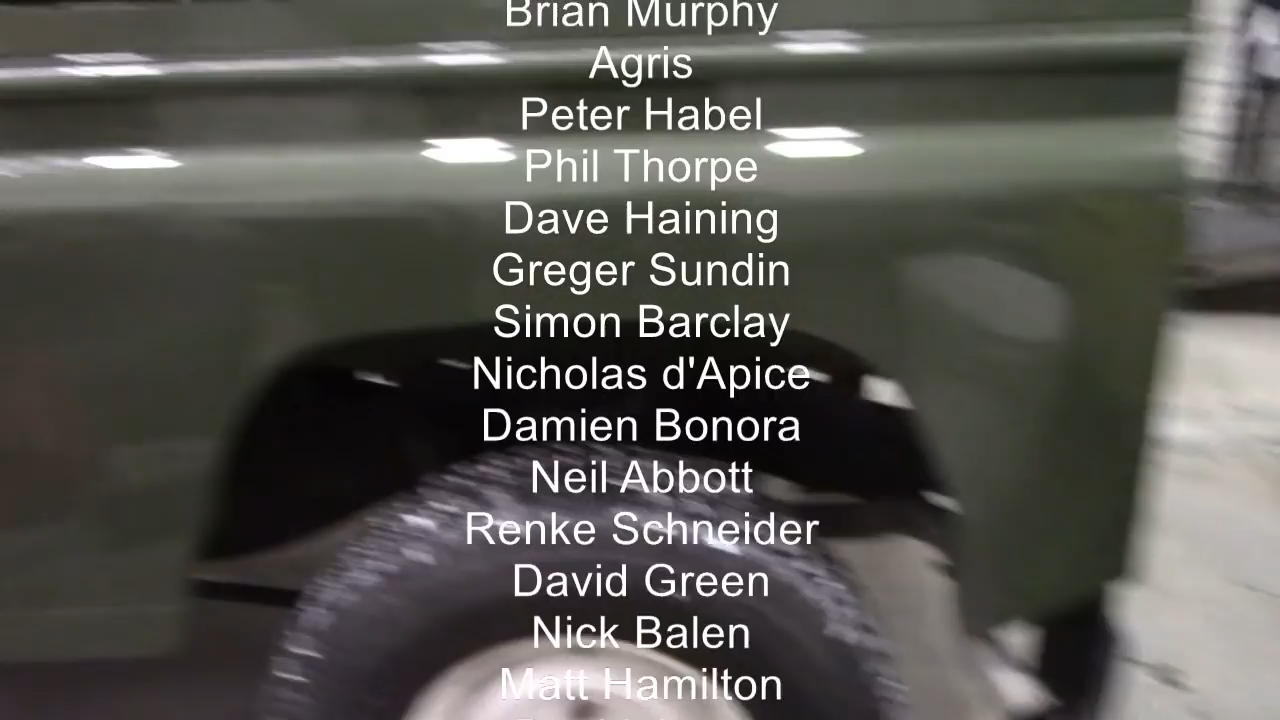 Brian Murphy
Agris
Peter Habel
Phil Thorpe
Dave Haining
Greger Sundin
Simon Barclay
Nicholas d'Apice
Damien Bonora
Neil Abbott
Renke Schneider
David Green
Nick Balen
Matt Hamilton